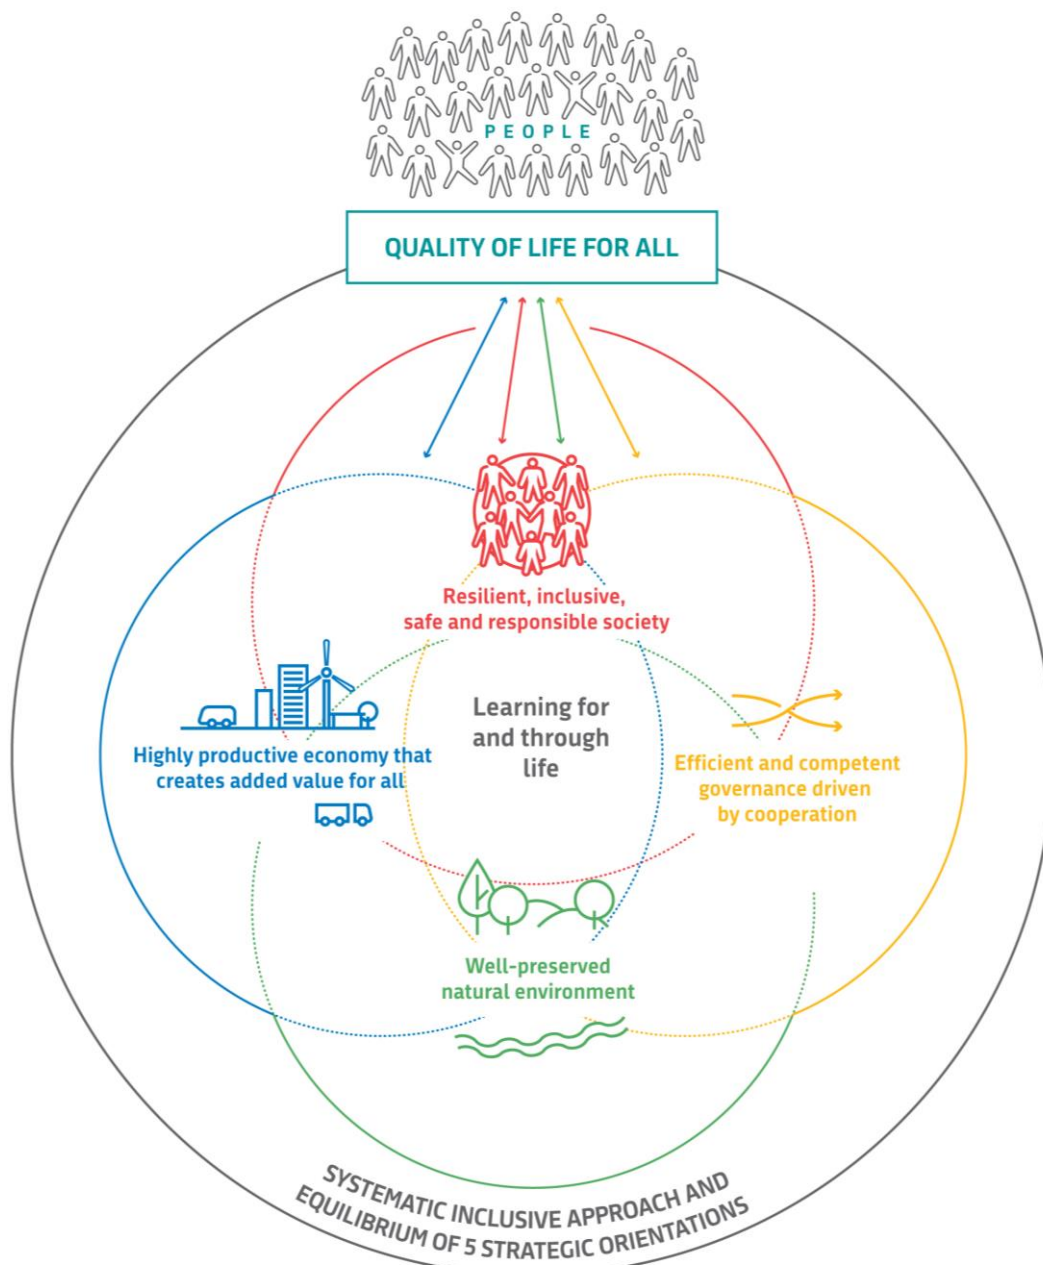 PEOPLE
QUALITY OF LIFE FOR ALL
Resilient, inclusive,
safe and responsible society
Learning for
and through
life
Highly productive economy that
creates added value for all
Efficient and competent
governance driven
by cooperation
Well-preserved
natural environment
SYSTEMATIC INCLUSIVE APPROACH AND
EQUILIBRIUM OF 5 STRATEGIC ORIENTATIONS